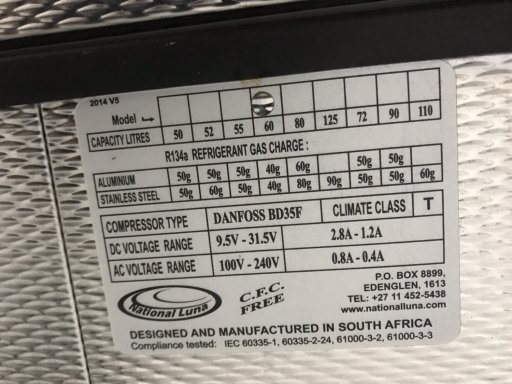 2014 V5
Model
CAPACITY LITRES 50 52 55 60 80 125 72 90 110
R134a REFRIGERANT GAS CHARGE :
ALUMINIUM 50g 50g 50g 40g 60g 50g 50g
STAINLESS STEEL 50g 60g 50g 40g 80g 90g 50g 50g 60g
COMPRESSOR TYPE DANFOSS BD35F CLIMATE CLASS T
DC VOLTAGE RANGE 9.5V - 31.5V 2.8A - 1.2A
AC VOLTAGE RANGE 100V - 240V 0.8A - 0.4A
National Luna
C.F.C. FREE
P.O. BOX 8899,
EDENGLEN, 1613
TEL: +27 11 452-5438
www.nationalluna.com
DESIGNED AND MANUFACTURED IN SOUTH AFRICA
Compliance tested: IEC 60335-1, 60335-2-24, 61000-3-2, 61000-3-3